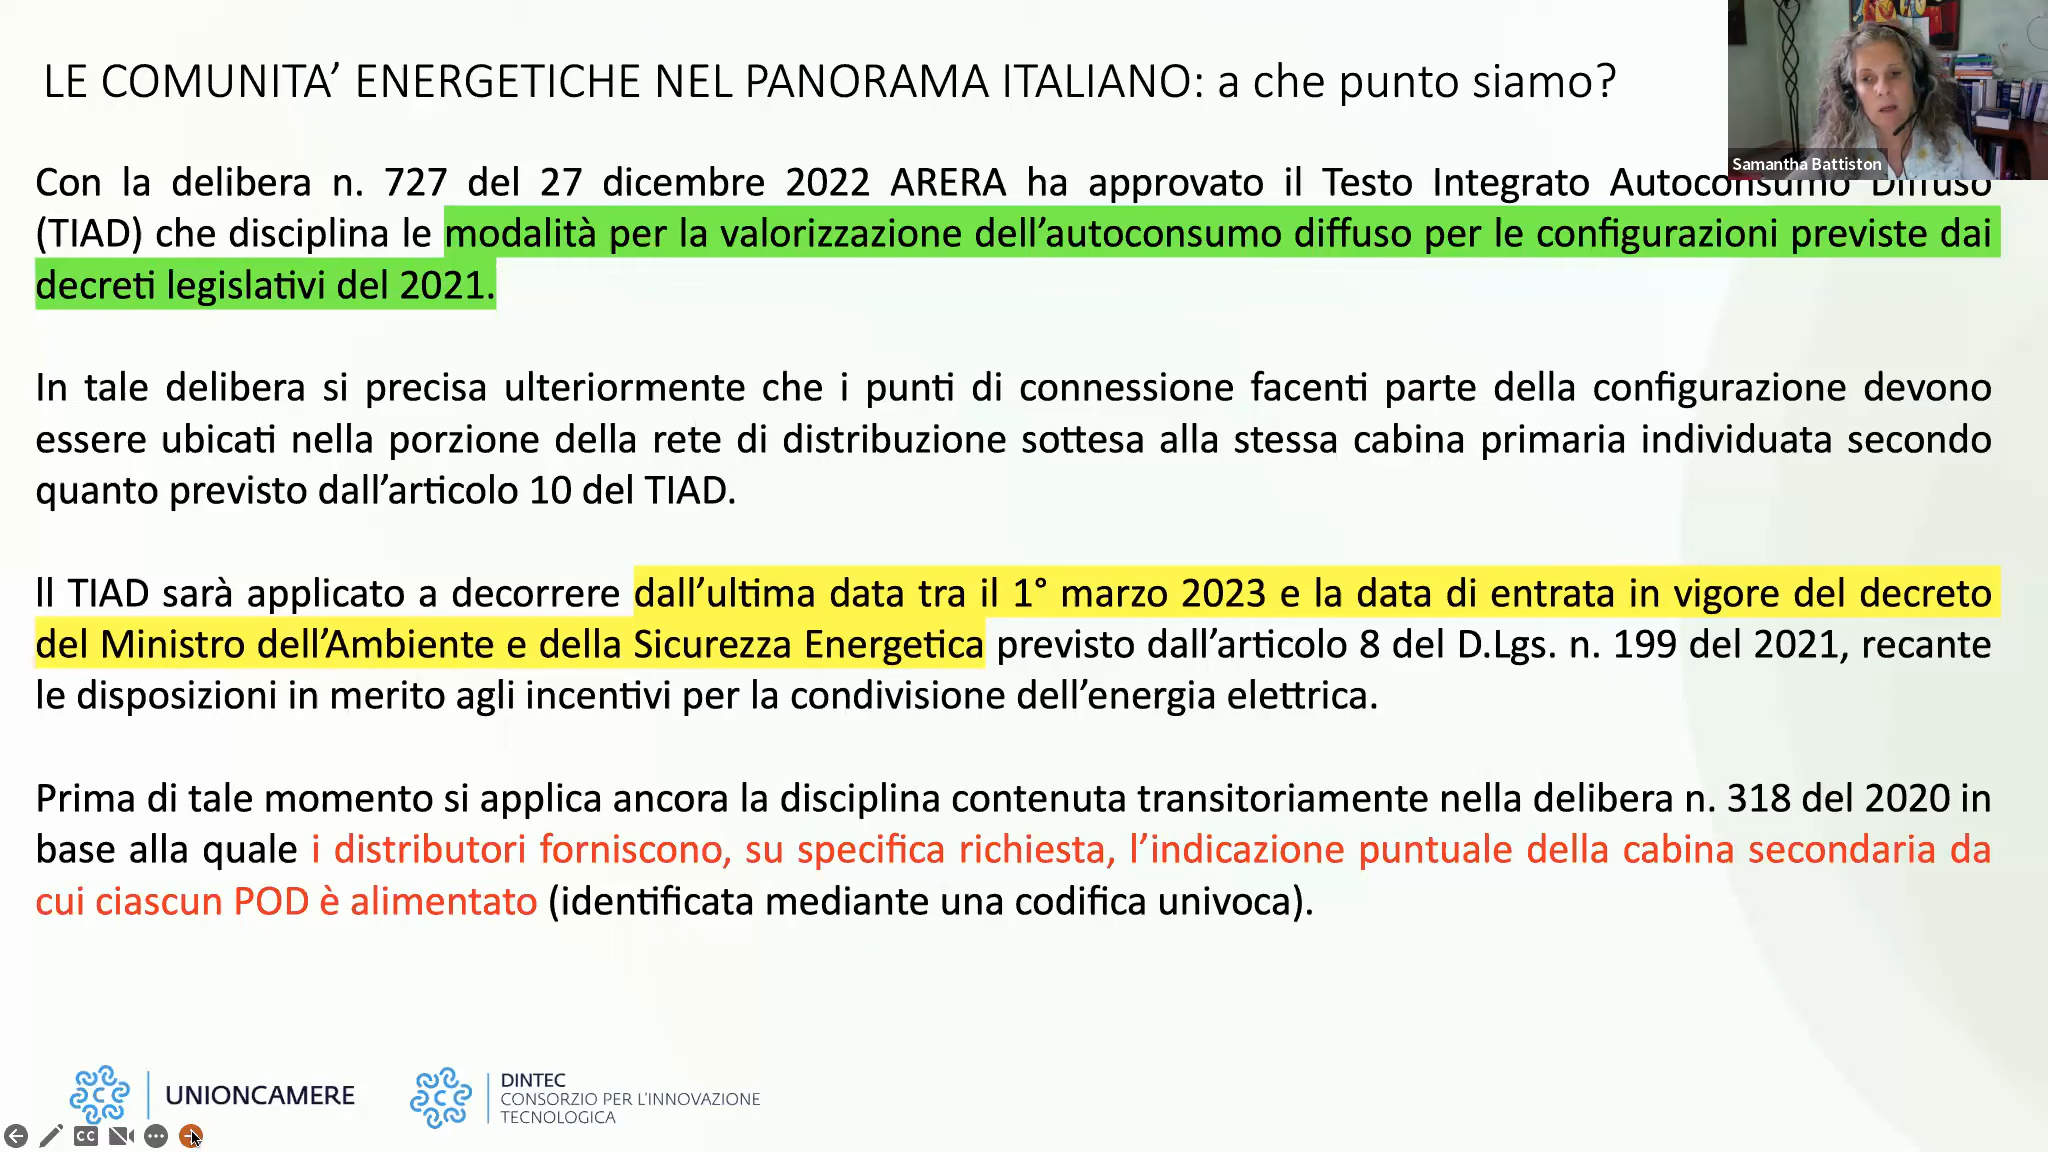 LE COMUNITA’ ENERGETICHE NEL PANORAMA ITALIANO: a che punto siamo?
Samantha Battiston
Con la delibera n. 727 del 27 dicembre 2022 ARERA ha approvato il Testo Integrato Autoconsumo Diffuso
(TIAD) che disciplina le modalità per la valorizzazione dell’autoconsumo diffuso per le configurazioni previste dai
decreti legislativi del 2021.
In tale delibera si precisa ulteriormente che i punti di connessione facenti parte della configurazione devono
essere ubicati nella porzione della rete di distribuzione sottesa alla stessa cabina primaria individuata secondo
quanto previsto dall’articolo 10 del TIAD.
ll TIAD sarà applicato a decorrere dall’ultima data tra il 1° marzo 2023 e la data di entrata in vigore del decreto
del Ministro dell’Ambiente e della Sicurezza Energetica previsto dall’articolo 8 del D.Lgs. n. 199 del 2021, recante
le disposizioni in merito agli incentivi per la condivisione dell’energia elettrica.
Prima di tale momento si applica ancora la disciplina contenuta transitoriamente nella delibera n. 318 del 2020 in
base alla quale i distributori forniscono, su specifica richiesta, l’indicazione puntuale della cabina secondaria da
cui ciascun POD è alimentato (identificata mediante una codifica univoca).
UNIONCAMERE
DINTEC
CONSORZIO PER L’INNOVAZIONE
TECNOLOGICA
CC